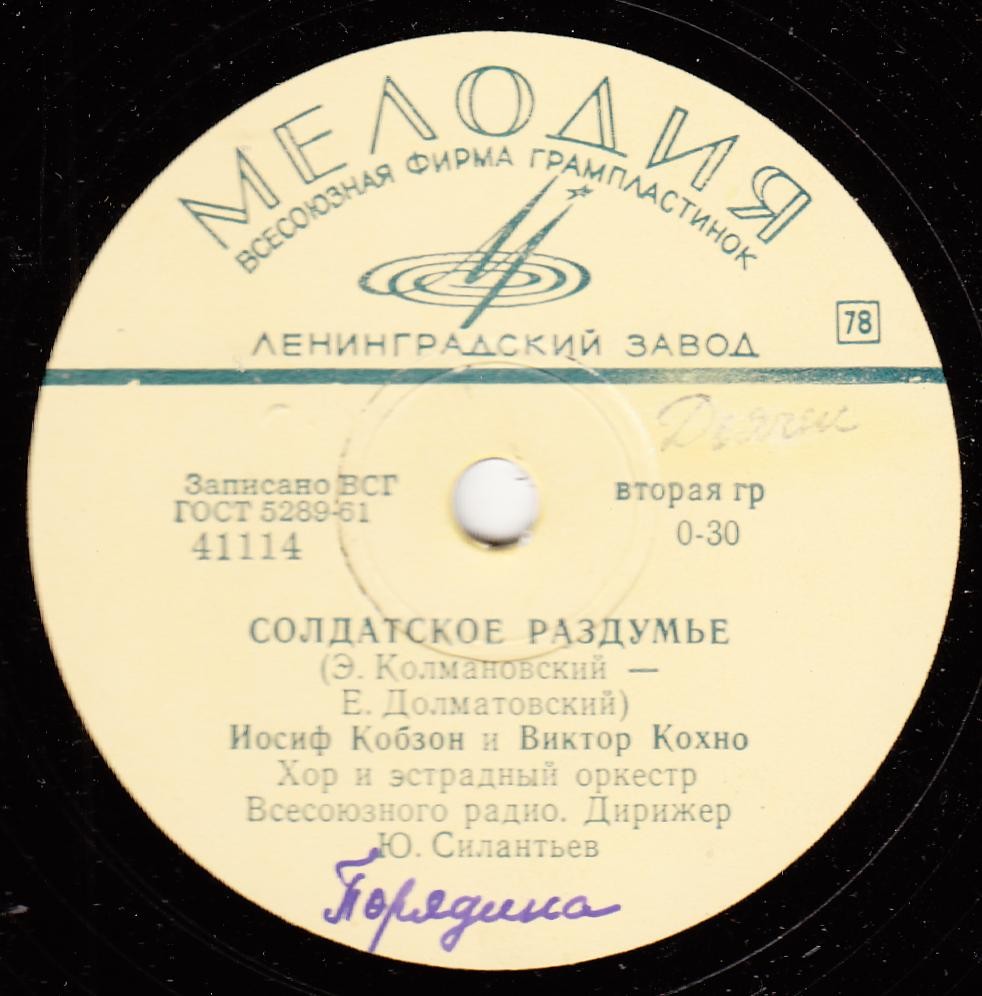 МЕЛОДИЯ
ВСЕСОЮЗНАЯ ФИРМА ГРАМПЛАСТИНОК
78
ЛЕНИНГРАДСКИЙ ЗАВОД
Записано ВСГ
ГОСТ 5289-61
41114
вторая гр
0-30
СОЛДАТСКОЕ РАЗДУМЬЕ
(Э. Колмановский —
Е. Долматовский)
Иосиф Кобзон и Виктор Кохно
Хор и эстрадный оркестр
Всесоюзного радио. Дирижер
Ю. Силантьев
Порядина